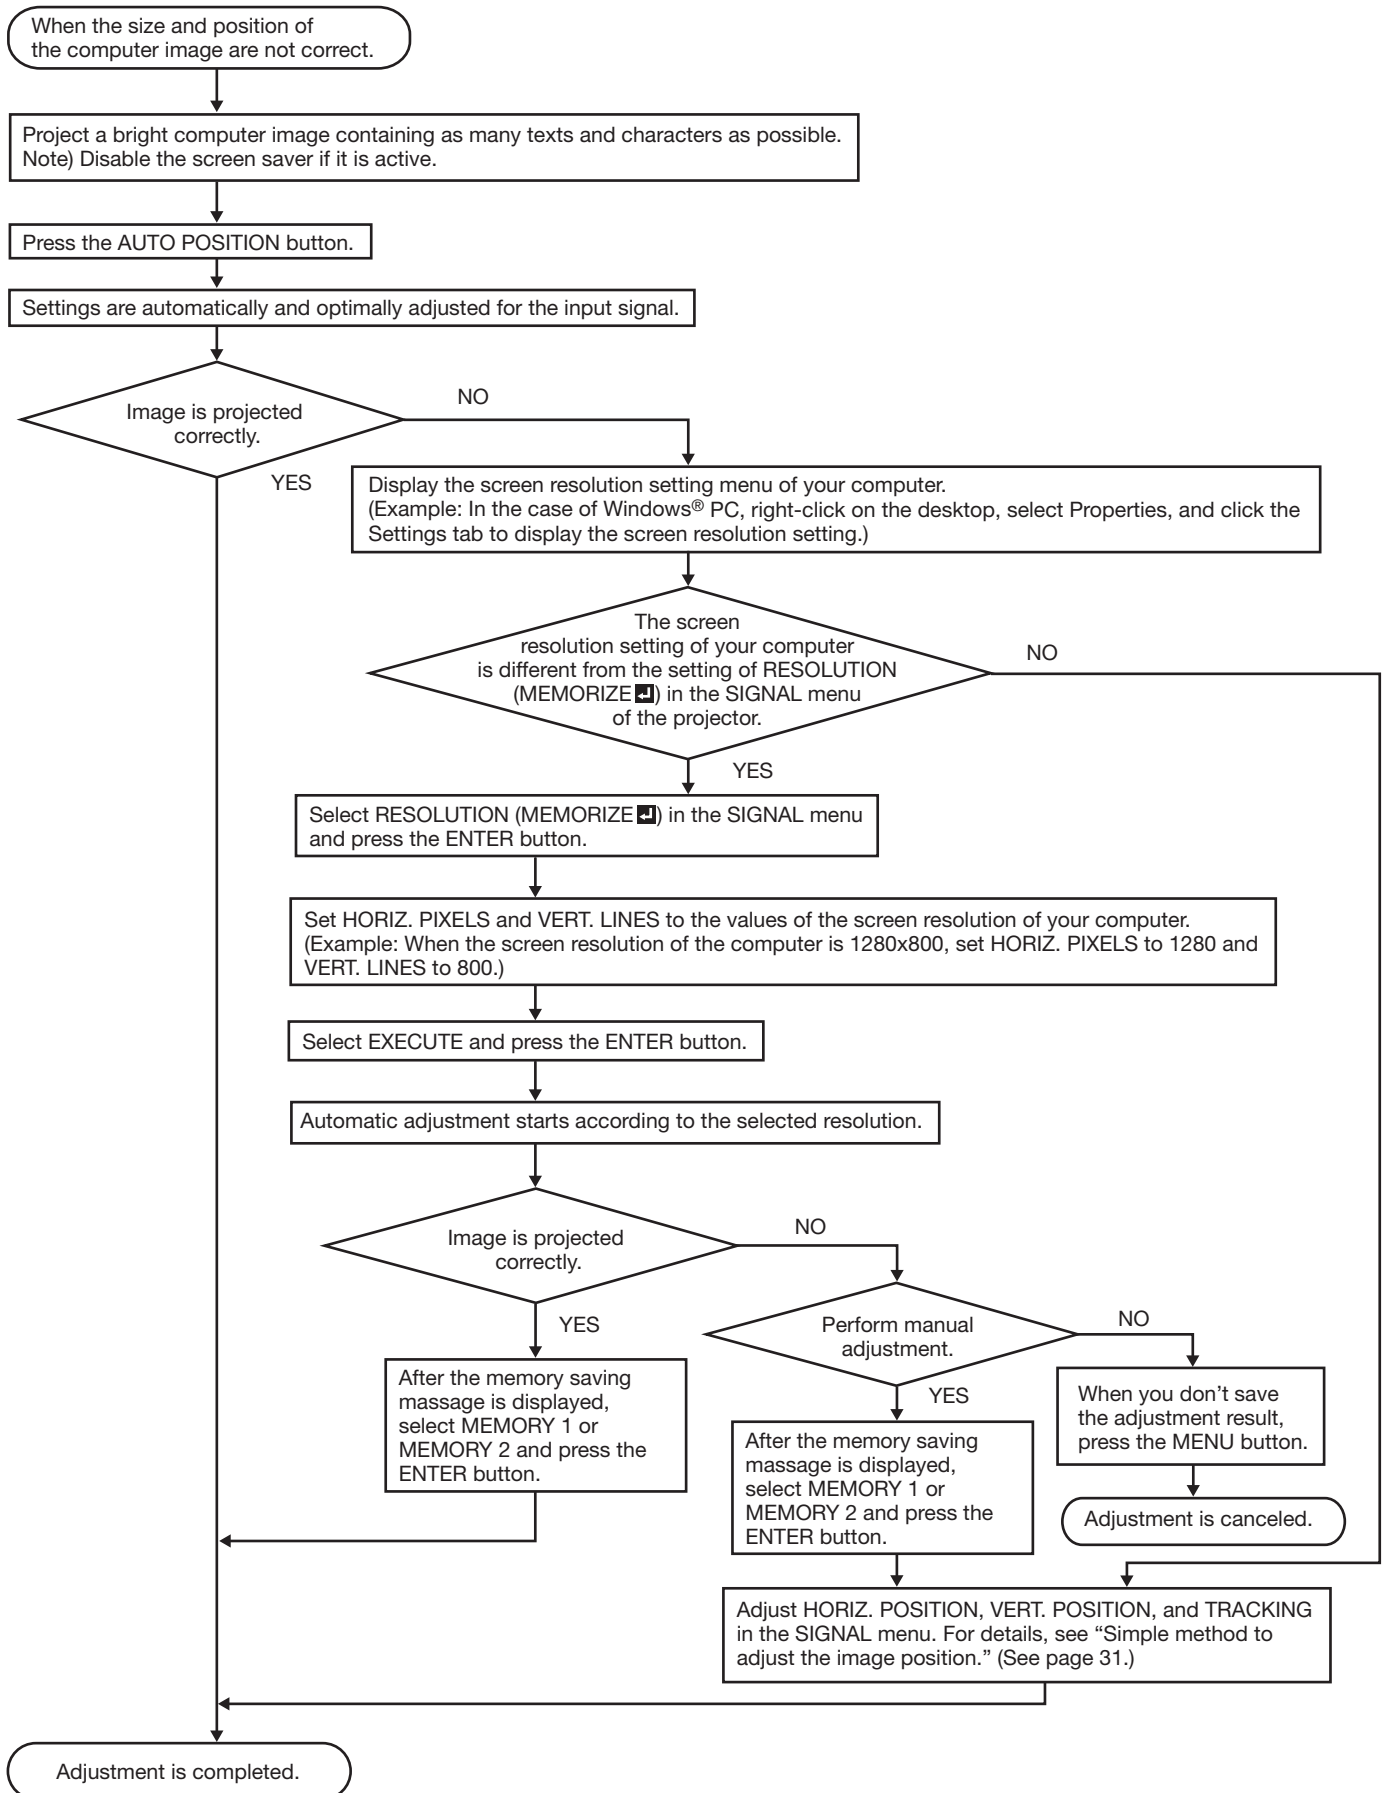 When the size and position of
the computer image are not correct.
Project a bright computer image containing as many texts and characters as possible.
Note) Disable the screen saver if it is active.
Press the AUTO POSITION button.
Settings are automatically and optimally adjusted for the input signal.
Image is projected
correctly.
NO
YES
Display the screen resolution setting menu of your computer.
(Example: In the case of Windows® PC, right-click on the desktop, select Properties, and click the
Settings tab to display the screen resolution setting.)
The screen
resolution setting of your computer
is different from the setting of RESOLUTION
(MEMORIZE ↵) in the SIGNAL menu
of the projector.
NO
YES
Select RESOLUTION (MEMORIZE ↵) in the SIGNAL menu
and press the ENTER button.
Set HORIZ. PIXELS and VERT. LINES to the values of the screen resolution of your computer.
(Example: When the screen resolution of the computer is 1280x800, set HORIZ. PIXELS to 1280 and
VERT. LINES to 800.)
Select EXECUTE and press the ENTER button.
Automatic adjustment starts according to the selected resolution.
Image is projected
correctly.
NO
YES
After the memory saving
massage is displayed,
select MEMORY 1 or
MEMORY 2 and press the
ENTER button.
Perform manual
adjustment.
NO
YES
When you don't save
the adjustment result,
press the MENU button.
After the memory saving
massage is displayed,
select MEMORY 1 or
MEMORY 2 and press the
ENTER button.
Adjustment is canceled.
Adjust HORIZ. POSITION, VERT. POSITION, and TRACKING
in the SIGNAL menu. For details, see “Simple method to
adjust the image position.” (See page 31.)
Adjustment is completed.